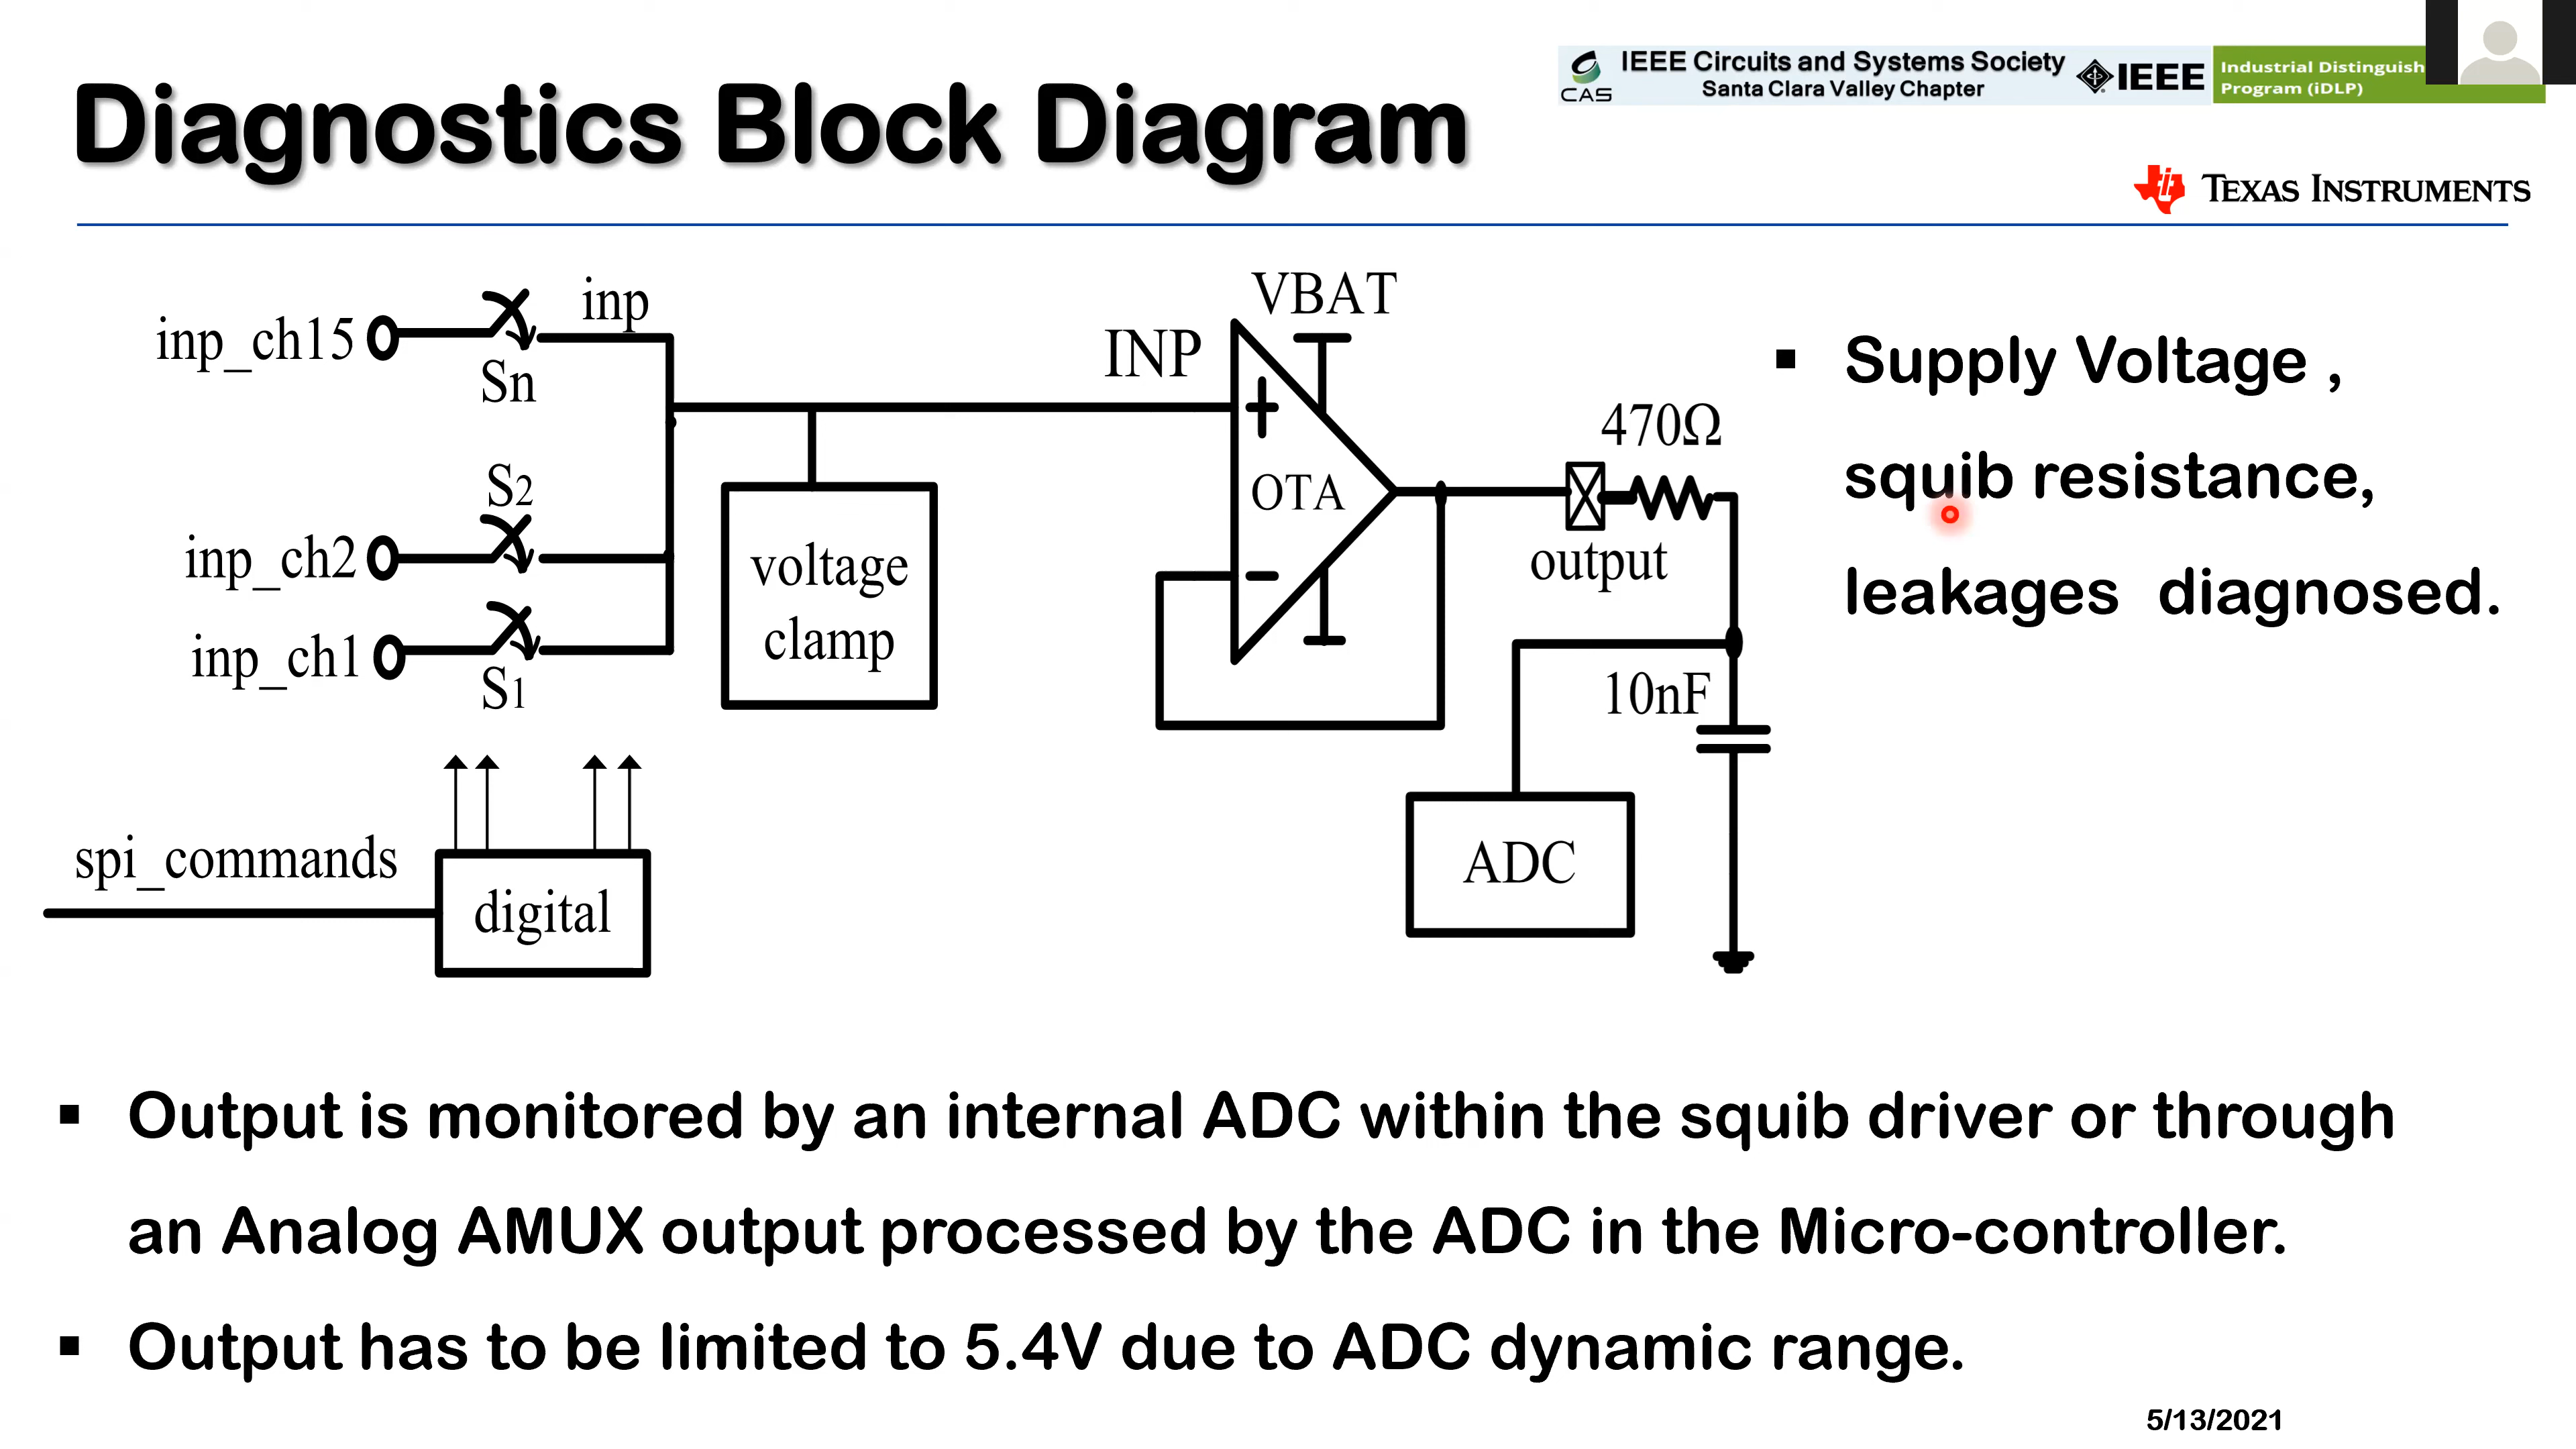 IEEE Circuits and Systems Society
Santa Clara Valley Chapter
CAS
IEEE
Industrial Distinguish
Program (iDLP)
Diagnostics Block Diagram
TEXAS INSTRUMENTS
inp_ch15
Sn
inp
S2
inp_ch2
inp_ch1
S1
voltage
clamp
spi_commands
digital
VBAT
INP
+
OTA
-
470Ω
output
10nF
ADC
▪ Supply Voltage ,
squib resistance,
leakages diagnosed.
▪ Output is monitored by an internal ADC within the squib driver or through
an Analog AMUX output processed by the ADC in the Micro-controller.
▪ Output has to be limited to 5.4V due to ADC dynamic range.
5/13/2021